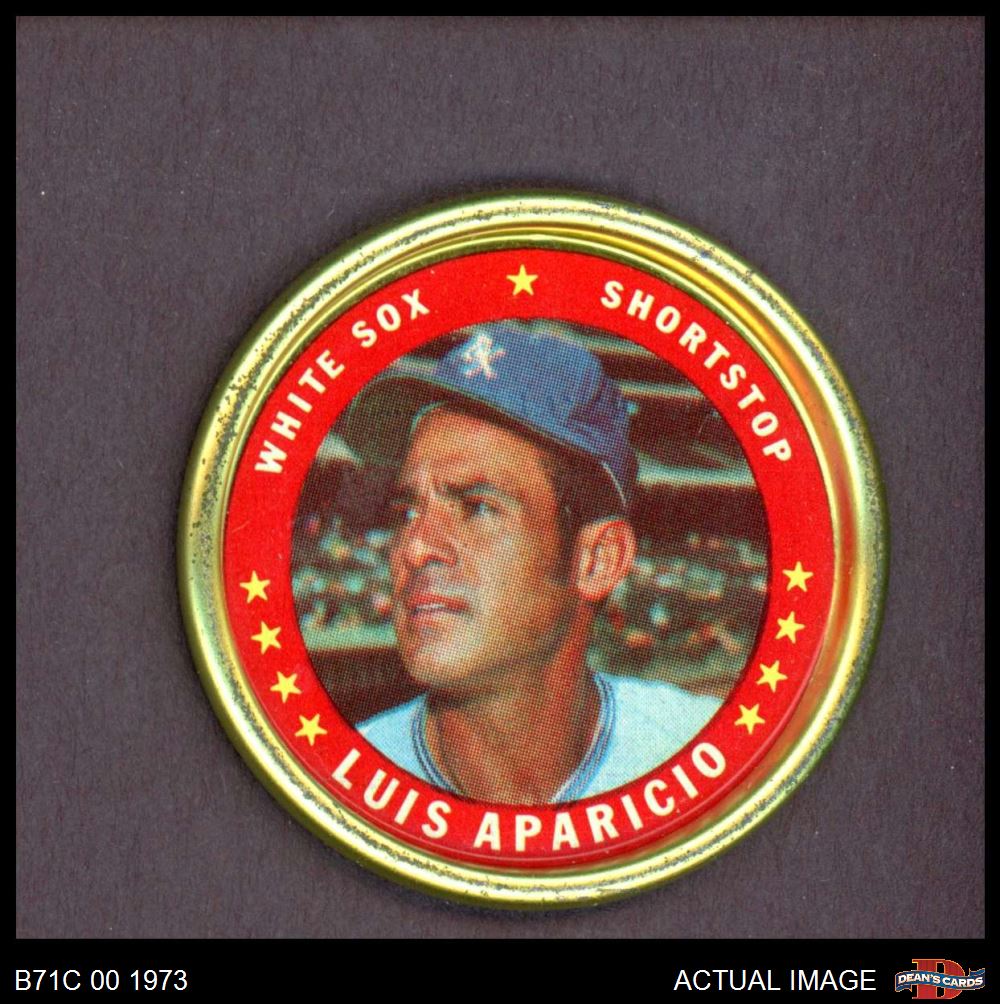 WHITE SOX ★ SHORTSTOP
LUIS APARICIO
B71C 00 1973
ACTUAL IMAGE
DEAN'S CARDS